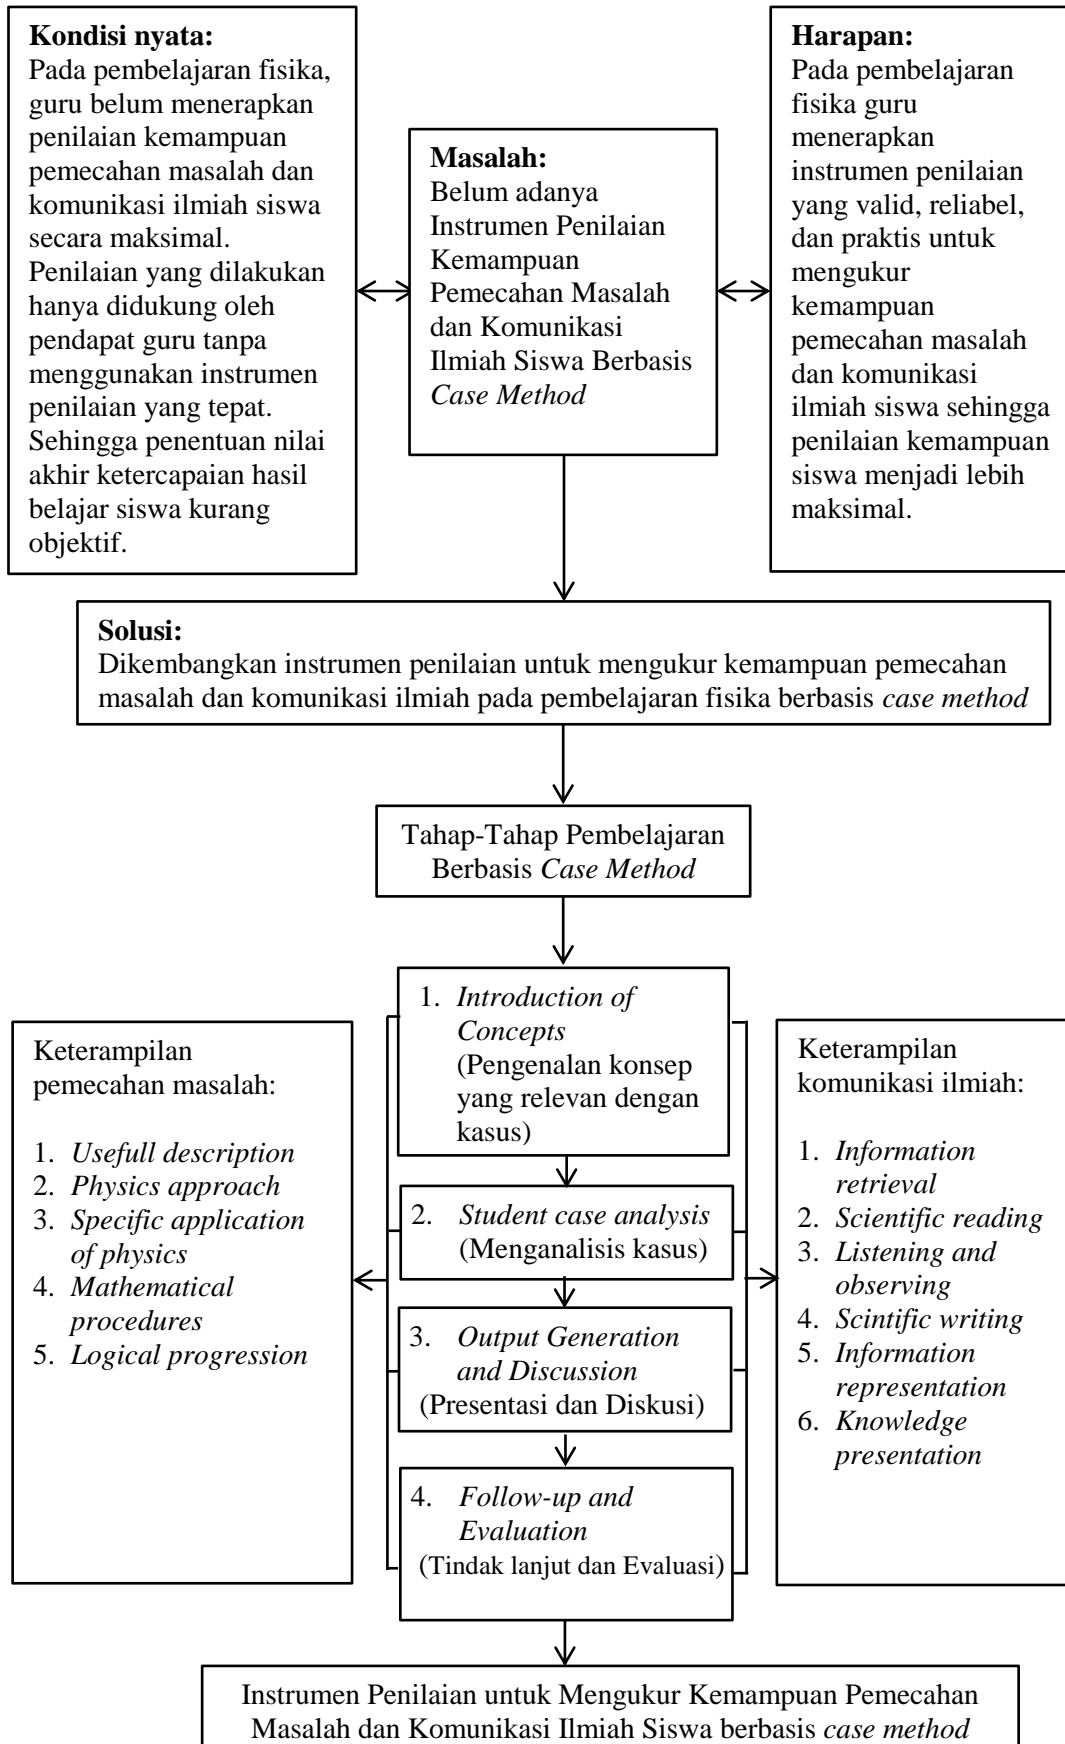 Kondisi nyata:
Pada pembelajaran fisika,
guru belum menerapkan
penilaian kemampuan
pemecahan masalah dan
komunikasi ilmiah siswa
secara maksimal.
Penilaian yang dilakukan
hanya didukung oleh
pendapat guru tanpa
menggunakan instrumen
penilaian yang tepat.
Sehingga penentuan nilai
akhir ketercapaian hasil
belajar siswa kurang
objektif.
Masalah:
Belum adanya
Instrumen Penilaian
Kemampuan
Pemecahan Masalah
dan Komunikasi
Ilmiah Siswa Berbasis
Case Method
Harapan:
Pada pembelajaran
fisika guru
menerapkan
instrumen penilaian
yang valid, reliabel,
dan praktis untuk
mengukur
kemampuan
pemecahan masalah
dan komunikasi
ilmiah siswa sehingga
penilaian kemampuan
siswa menjadi lebih
maksimal.
Solusi:
Dikembangkan instrumen penilaian untuk mengukur kemampuan pemecahan
masalah dan komunikasi ilmiah pada pembelajaran fisika berbasis case method
Tahap-Tahap Pembelajaran
Berbasis Case Method
Keterampilan
pemecahan masalah:
1. Usefull description
2. Physics approach
3. Specific application
of physics
4. Mathematical
procedures
5. Logical progression
1. Introduction of
Concepts
(Pengenalan konsep
yang relevan dengan
kasus)
2. Student case analysis
(Menganalisis kasus)
3. Output Generation
and Discussion
(Presentasi dan Diskusi)
4. Follow-up and
Evaluation
(Tindak lanjut dan Evaluasi)
Keterampilan
komunikasi ilmiah:
1. Information
retrieval
2. Scientific reading
3. Listening and
observing
4. Scintific writing
5. Information
representation
6. Knowledge
presentation
Instrumen Penilaian untuk Mengukur Kemampuan Pemecahan
Masalah dan Komunikasi Ilmiah Siswa berbasis case method